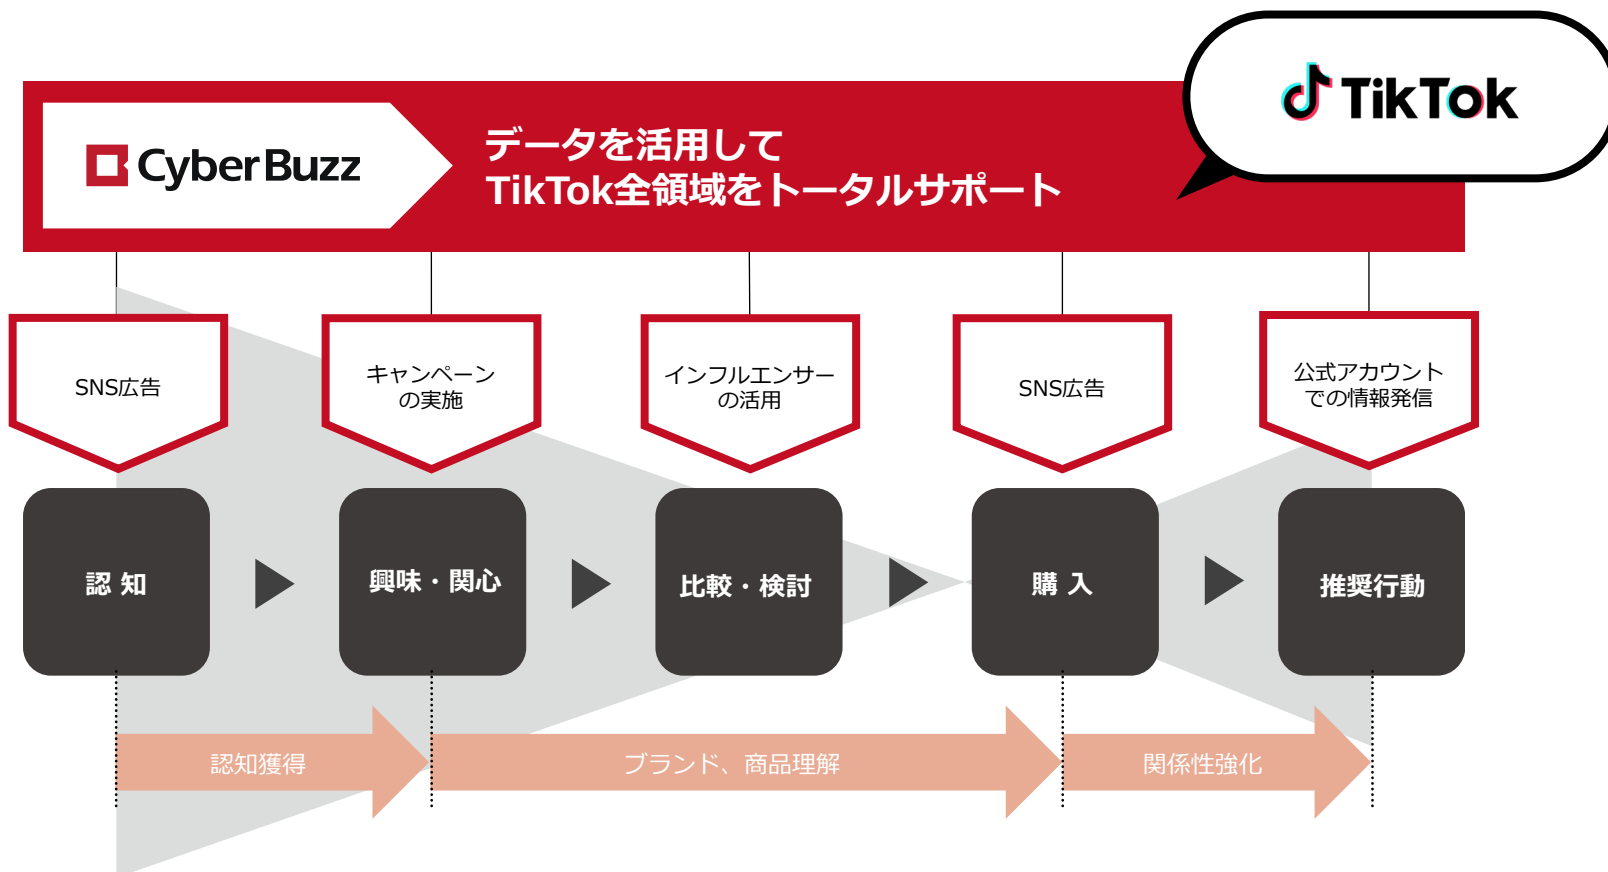 TikTok
CyberBuzz
データを活用して
TikTok全領域をトータルサポート
SNS広告
キャンペーン
の実施
インフルエンサー
の活用
SNS広告
公式アカウント
での情報発信
認 知
興味・関心
比較・検討
購 入
推奨行動
認知獲得
ブランド、商品理解
関係性強化